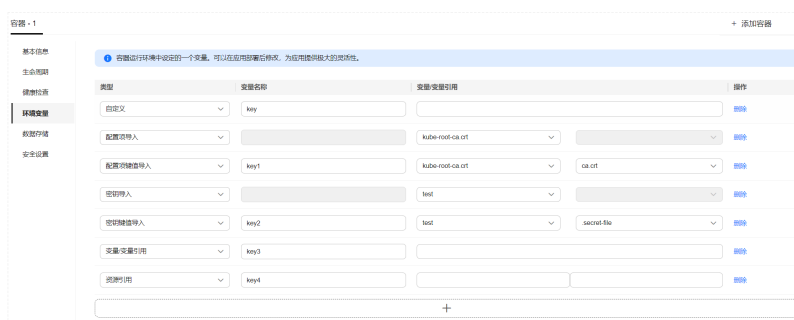 容器 - 1
+ 添加容器
基本信息
生命周期
健康检查
环境变量
数据存储
安全设置
容器运行环境中设定的一个变量。可以在应用部署后修改，为应用提供极大的灵活性。
类型 变量名称 变量/变量引用 操作
自定义 key 删除
配置项导入 kube-root-ca.crt 删除
配置项键值导入 key1 kube-root-ca.crt ca.crt 删除
密钥导入 test 删除
密钥键值导入 key2 test .secret-file 删除
变量/变量引用 key3 删除
资源引用 key4 删除
+